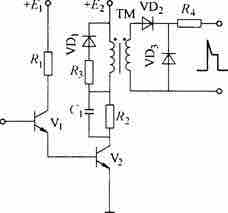 +E₁
+E₂
TM
VD₂
R₄
VD₁
R₁
R₃
VD₃
C₁
R₂
V₁
V₂